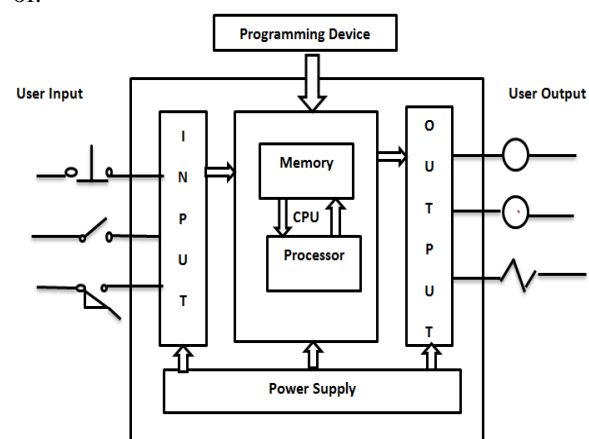 or.
Programming Device
User Input
User Output
I
N
P
U
T
Memory
CPU
Processor
O
U
T
P
U
T
Power Supply